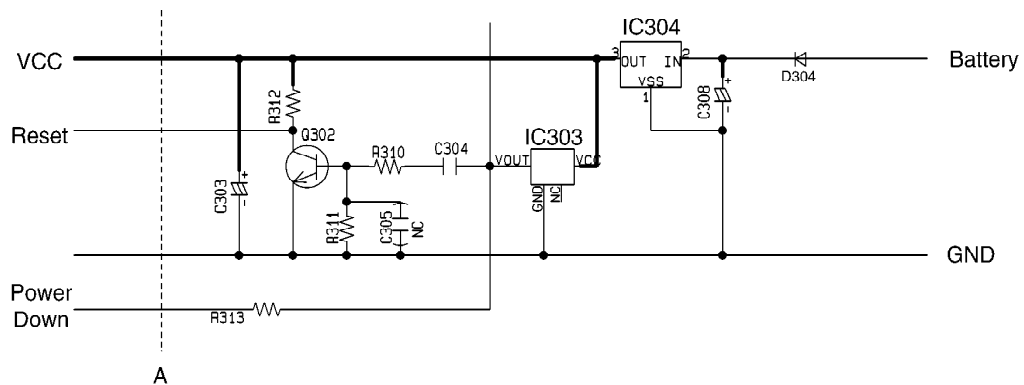 IC304
VCC
3
OUT
IN
2
Battery
VSS
1
D304
C308
+
-
R312
Reset
Q302
IC303
R310
C304
VOUT
VCC
C303
+
-
R311
C305
NC
GND
NC
GND
Power
Down
R313
A